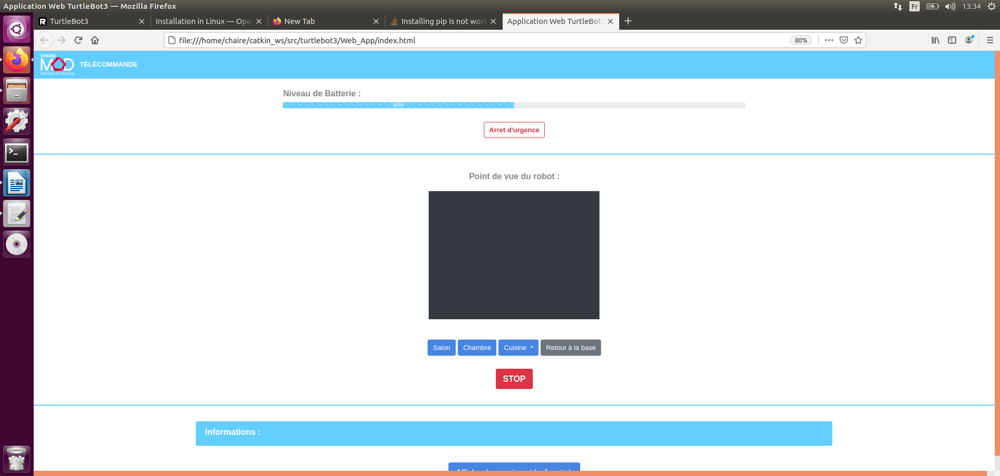 Application Web TurtleBot3 — Mozilla Firefox
Fr
13:34
TurtleBot3
Installation in Linux — Ope
New Tab
Installing pip is not work
Application Web TurtleBot3
file:///home/chaire/catkin_ws/src/turtlebot3/Web_App/index.html
80%
CHAIRE
MAD
Maintien @ Domicile
TÉLÉCOMMANDE
Niveau de Batterie :
50%
Arret d'urgence
Point de vue du robot :
Salon
Chambre
Cuisine
Retour à la base
STOP
Informations :